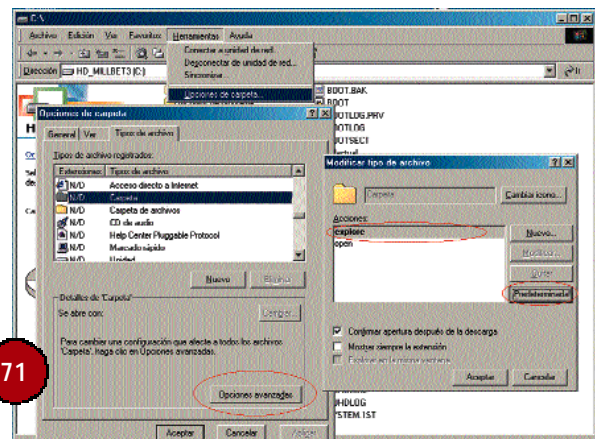 C:\
Archivo Edición Ver Favoritos Herramientas Ayuda
Conectar a unidad de red...
Desconectar de unidad de red...
Sincronizar...
Opciones de carpeta...
Dirección HD_MILLBET3 (C:)
BOOT.BAK
BOOT
BOOTLOG.PRV
Opciones de carpeta
General Ver Tipos de archivo
Tipos de archivo registrados:
Extensiones Tipos de archivo
N/D Acceso directo a Internet
N/D Carpeta
N/D Carpeta de archivos
N/D CD de audio
N/D Help Center Pluggable Protocol
N/D Marcado rápido
N/D Unidad
Nuevo Eliminar
Detalles de 'Carpeta'
Se abre con: Cambiar...
Para cambiar una configuración que afecte a todos los archivos
'Carpeta', haga clic en Opciones avanzadas.
Opciones avanzadas
Aceptar Cancelar Aplicar
Modificar tipo de archivo
Carpeta Cambiar icono...
Acciones:
explore
open
Nuevo...
Modificar...
Quitar
Predeterminada
Confirmar apertura después de la descarga
Mostrar siempre la extensión
Explorar en la misma ventana
Aceptar Cancelar
71